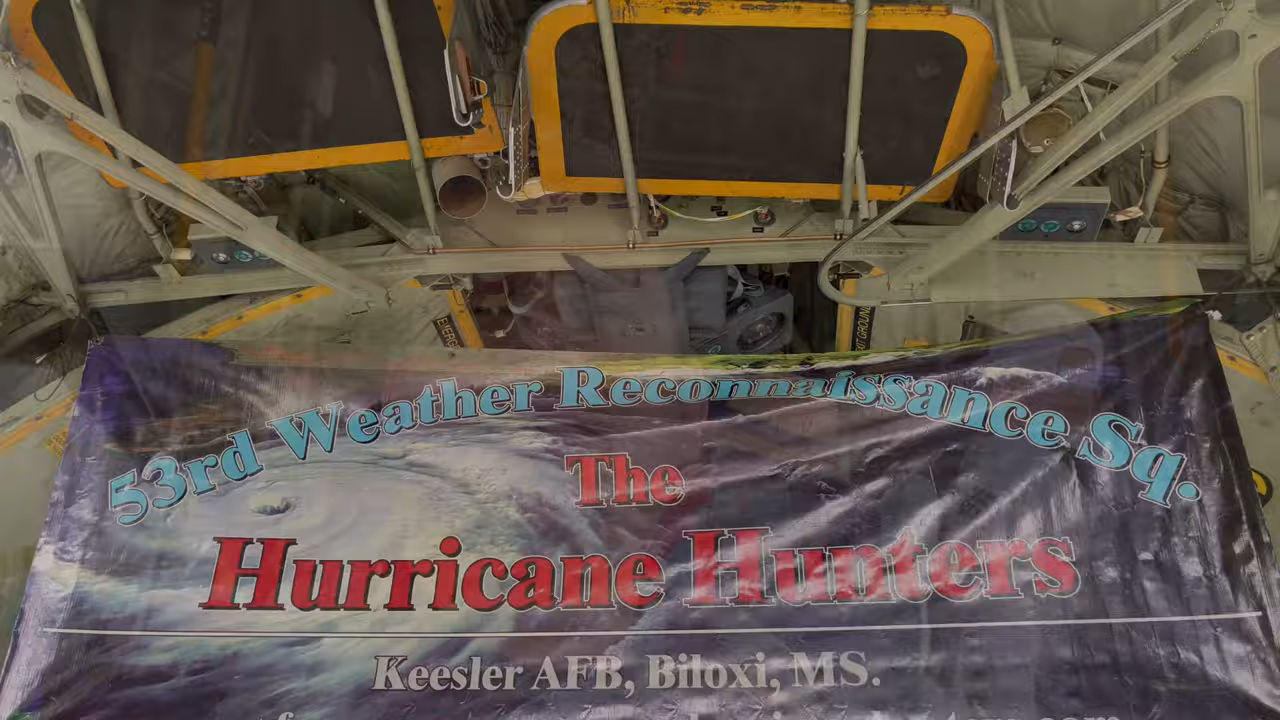 53rd Weather Reconnaissance Sq.
The
Hurricane Hunters
Keesler AFB, Biloxi, MS.